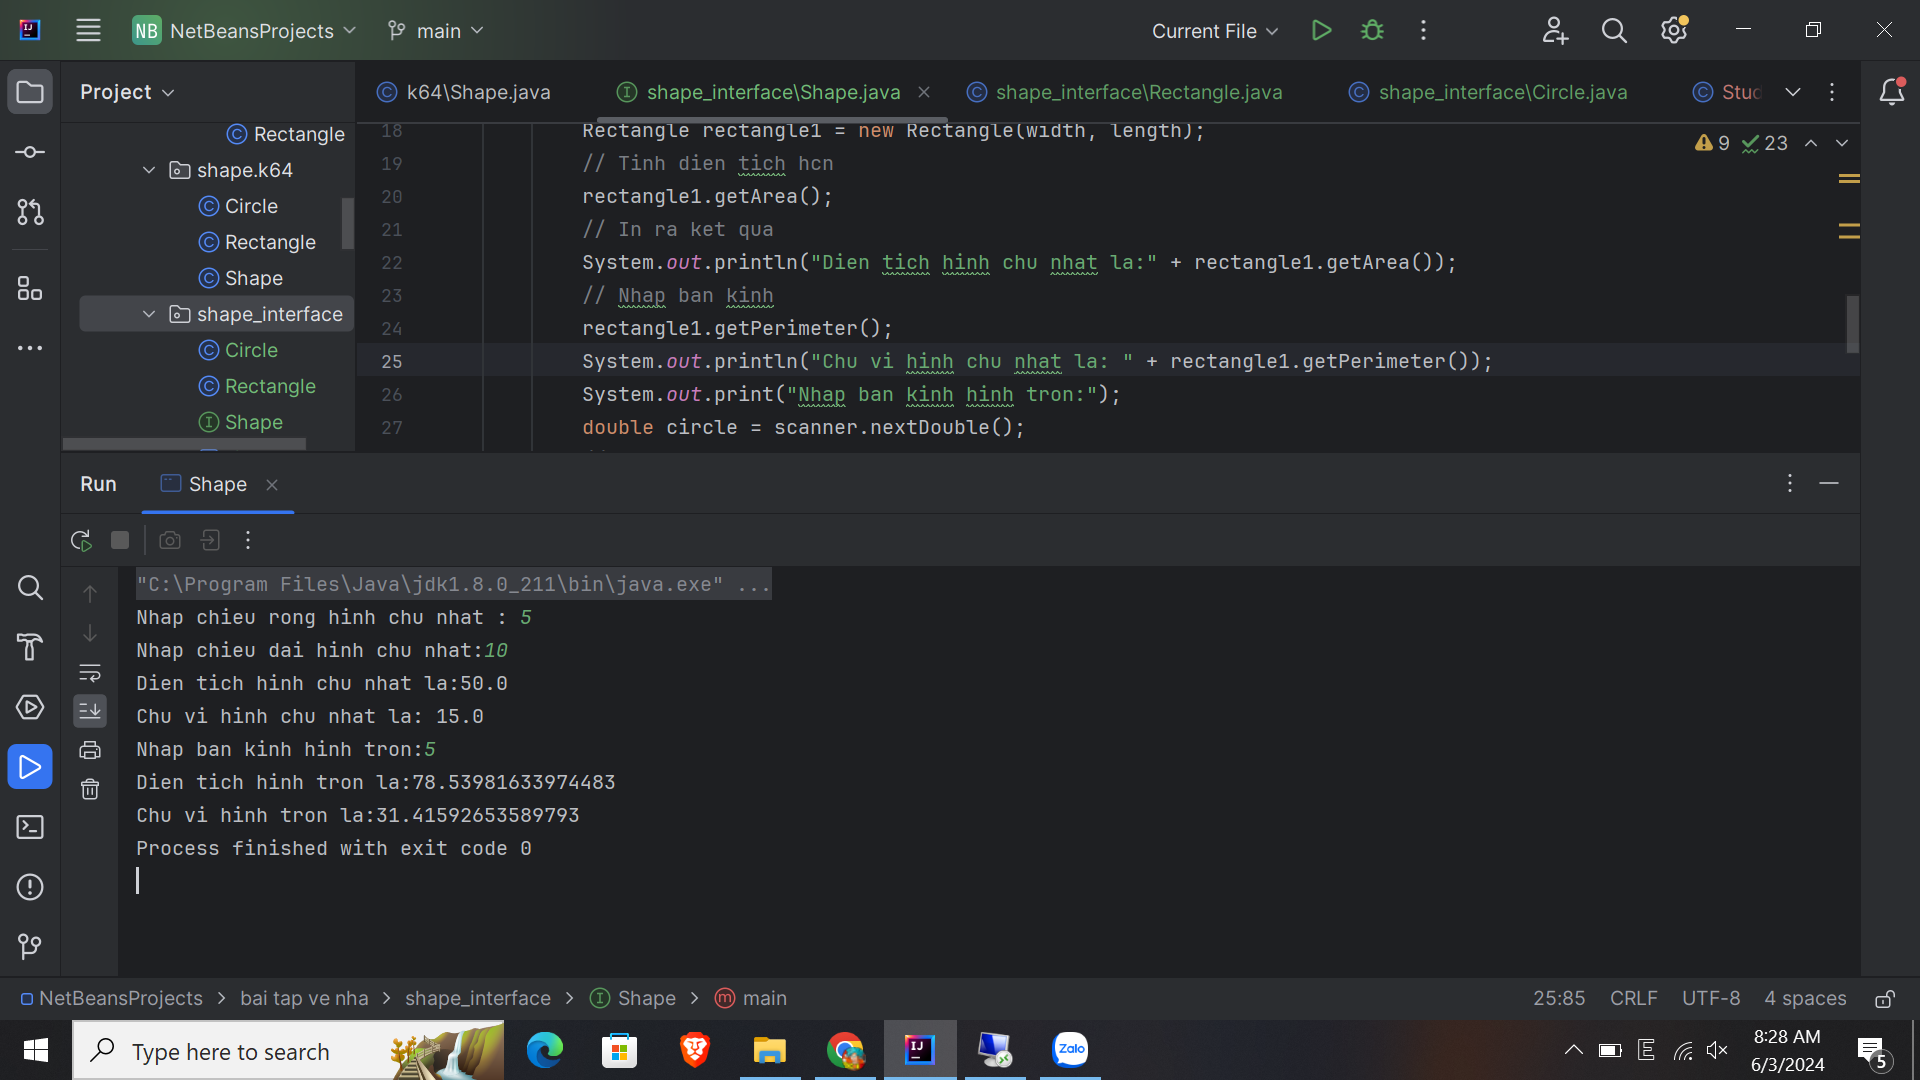 NB NetBeansProjects main Current File
Project
k64\Shape.java shape_interface\Shape.java shape_interface\Rectangle.java shape_interface\Circle.java Stud
Rectangle
shape.k64
Circle
Rectangle
Shape
shape_interface
Circle
Rectangle
Shape
9 23
18 Rectangle rectangle1 = new Rectangle(width, length);
19 // Tinh dien tich hcn
20 rectangle1.getArea();
21 // In ra ket qua
22 System.out.println("Dien tich hinh chu nhat la:" + rectangle1.getArea());
23 // Nhap ban kinh
24 rectangle1.getPerimeter();
25 System.out.println("Chu vi hinh chu nhat la: " + rectangle1.getPerimeter());
26 System.out.print("Nhap ban kinh hinh tron:");
27 double circle = scanner.nextDouble();
Run Shape
"C:\Program Files\Java\jdk1.8.0_211\bin\java.exe" ...
Nhap chieu rong hinh chu nhat : 5
Nhap chieu dai hinh chu nhat:10
Dien tich hinh chu nhat la:50.0
Chu vi hinh chu nhat la: 15.0
Nhap ban kinh hinh tron:5
Dien tich hinh tron la:78.53981633974483
Chu vi hinh tron la:31.41592653589793
Process finished with exit code 0
NetBeansProjects > bai tap ve nha > shape_interface > Shape > main 25:85 CRLF UTF-8 4 spaces
Type here to search
Zalo
8:28 AM
6/3/2024
5